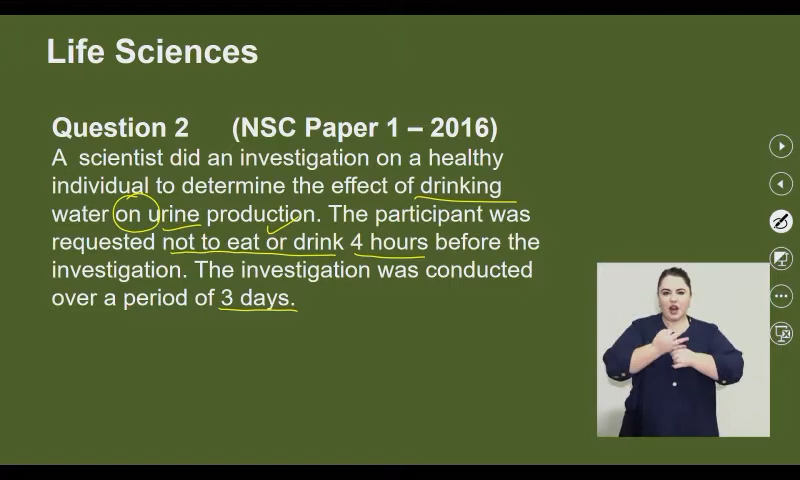 Life Sciences
Question 2 (NSC Paper 1 – 2016)
A scientist did an investigation on a healthy
individual to determine the effect of drinking
water on urine production. The participant was
requested not to eat or drink 4 hours before the
investigation. The investigation was conducted
over a period of 3 days.